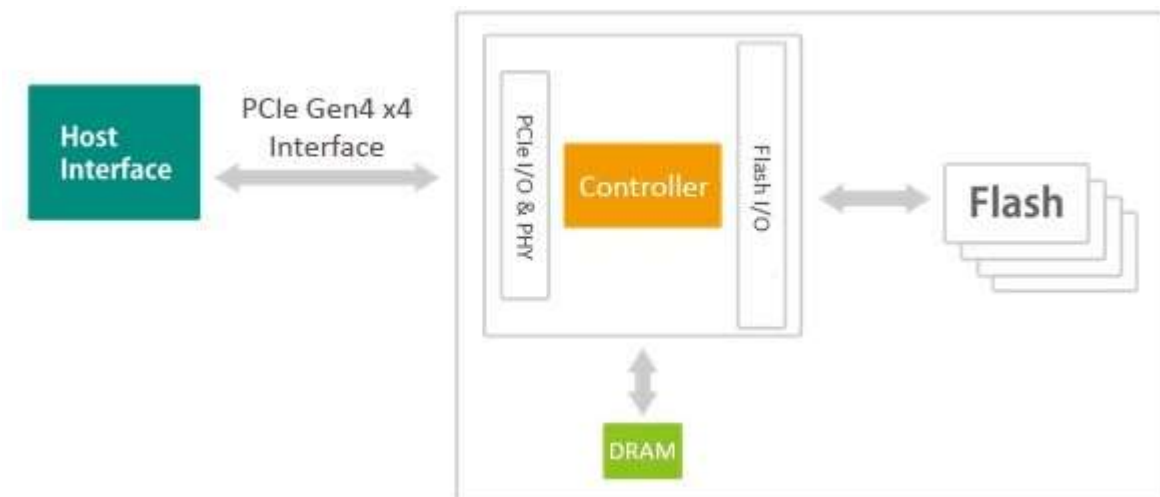 Host
Interface
PCIe Gen4 x4
Interface
PCIe I/O & PHY
Controller
Flash I/O
Flash
DRAM